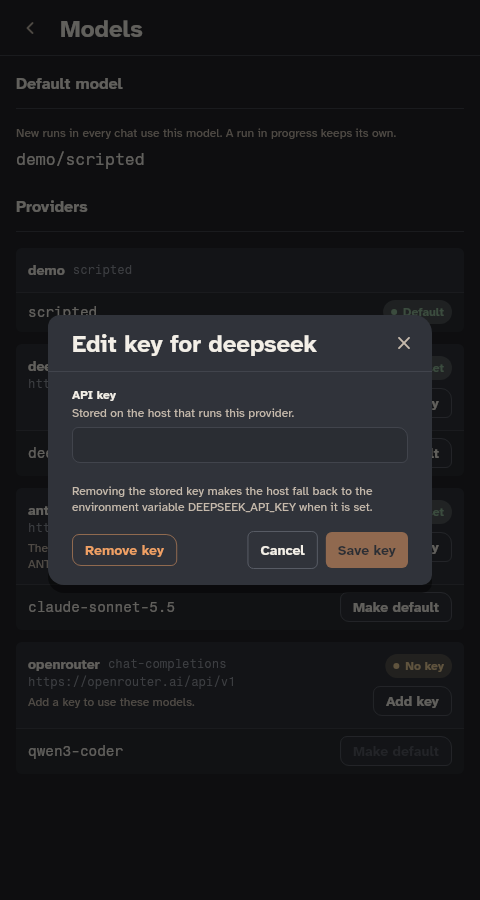 Models
Default model
New runs in every chat use this model. A run in progress keeps its own.
demo/scripted
Providers
demo scripted
scripted
Default
Edit key for deepseek
API key
Stored on the host that runs this provider.
Removing the stored key makes the host fall back to the
environment variable DEEPSEEK_API_KEY when it is set.
Remove key
Cancel
Save key
claude-sonnet-5.5
Make default
openrouter chat-completions
No key
https://openrouter.ai/api/v1
Add a key to use these models.
Add key
qwen3-coder
Make default